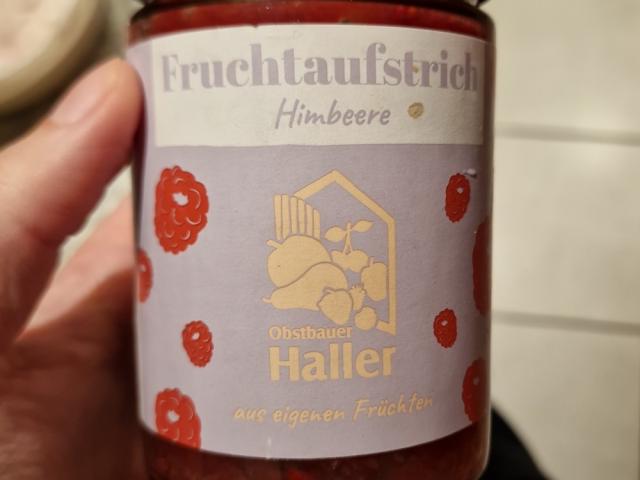 Fruchtaufstrich
Himbeere
Obstbauer
Haller
aus eigenen Früchten